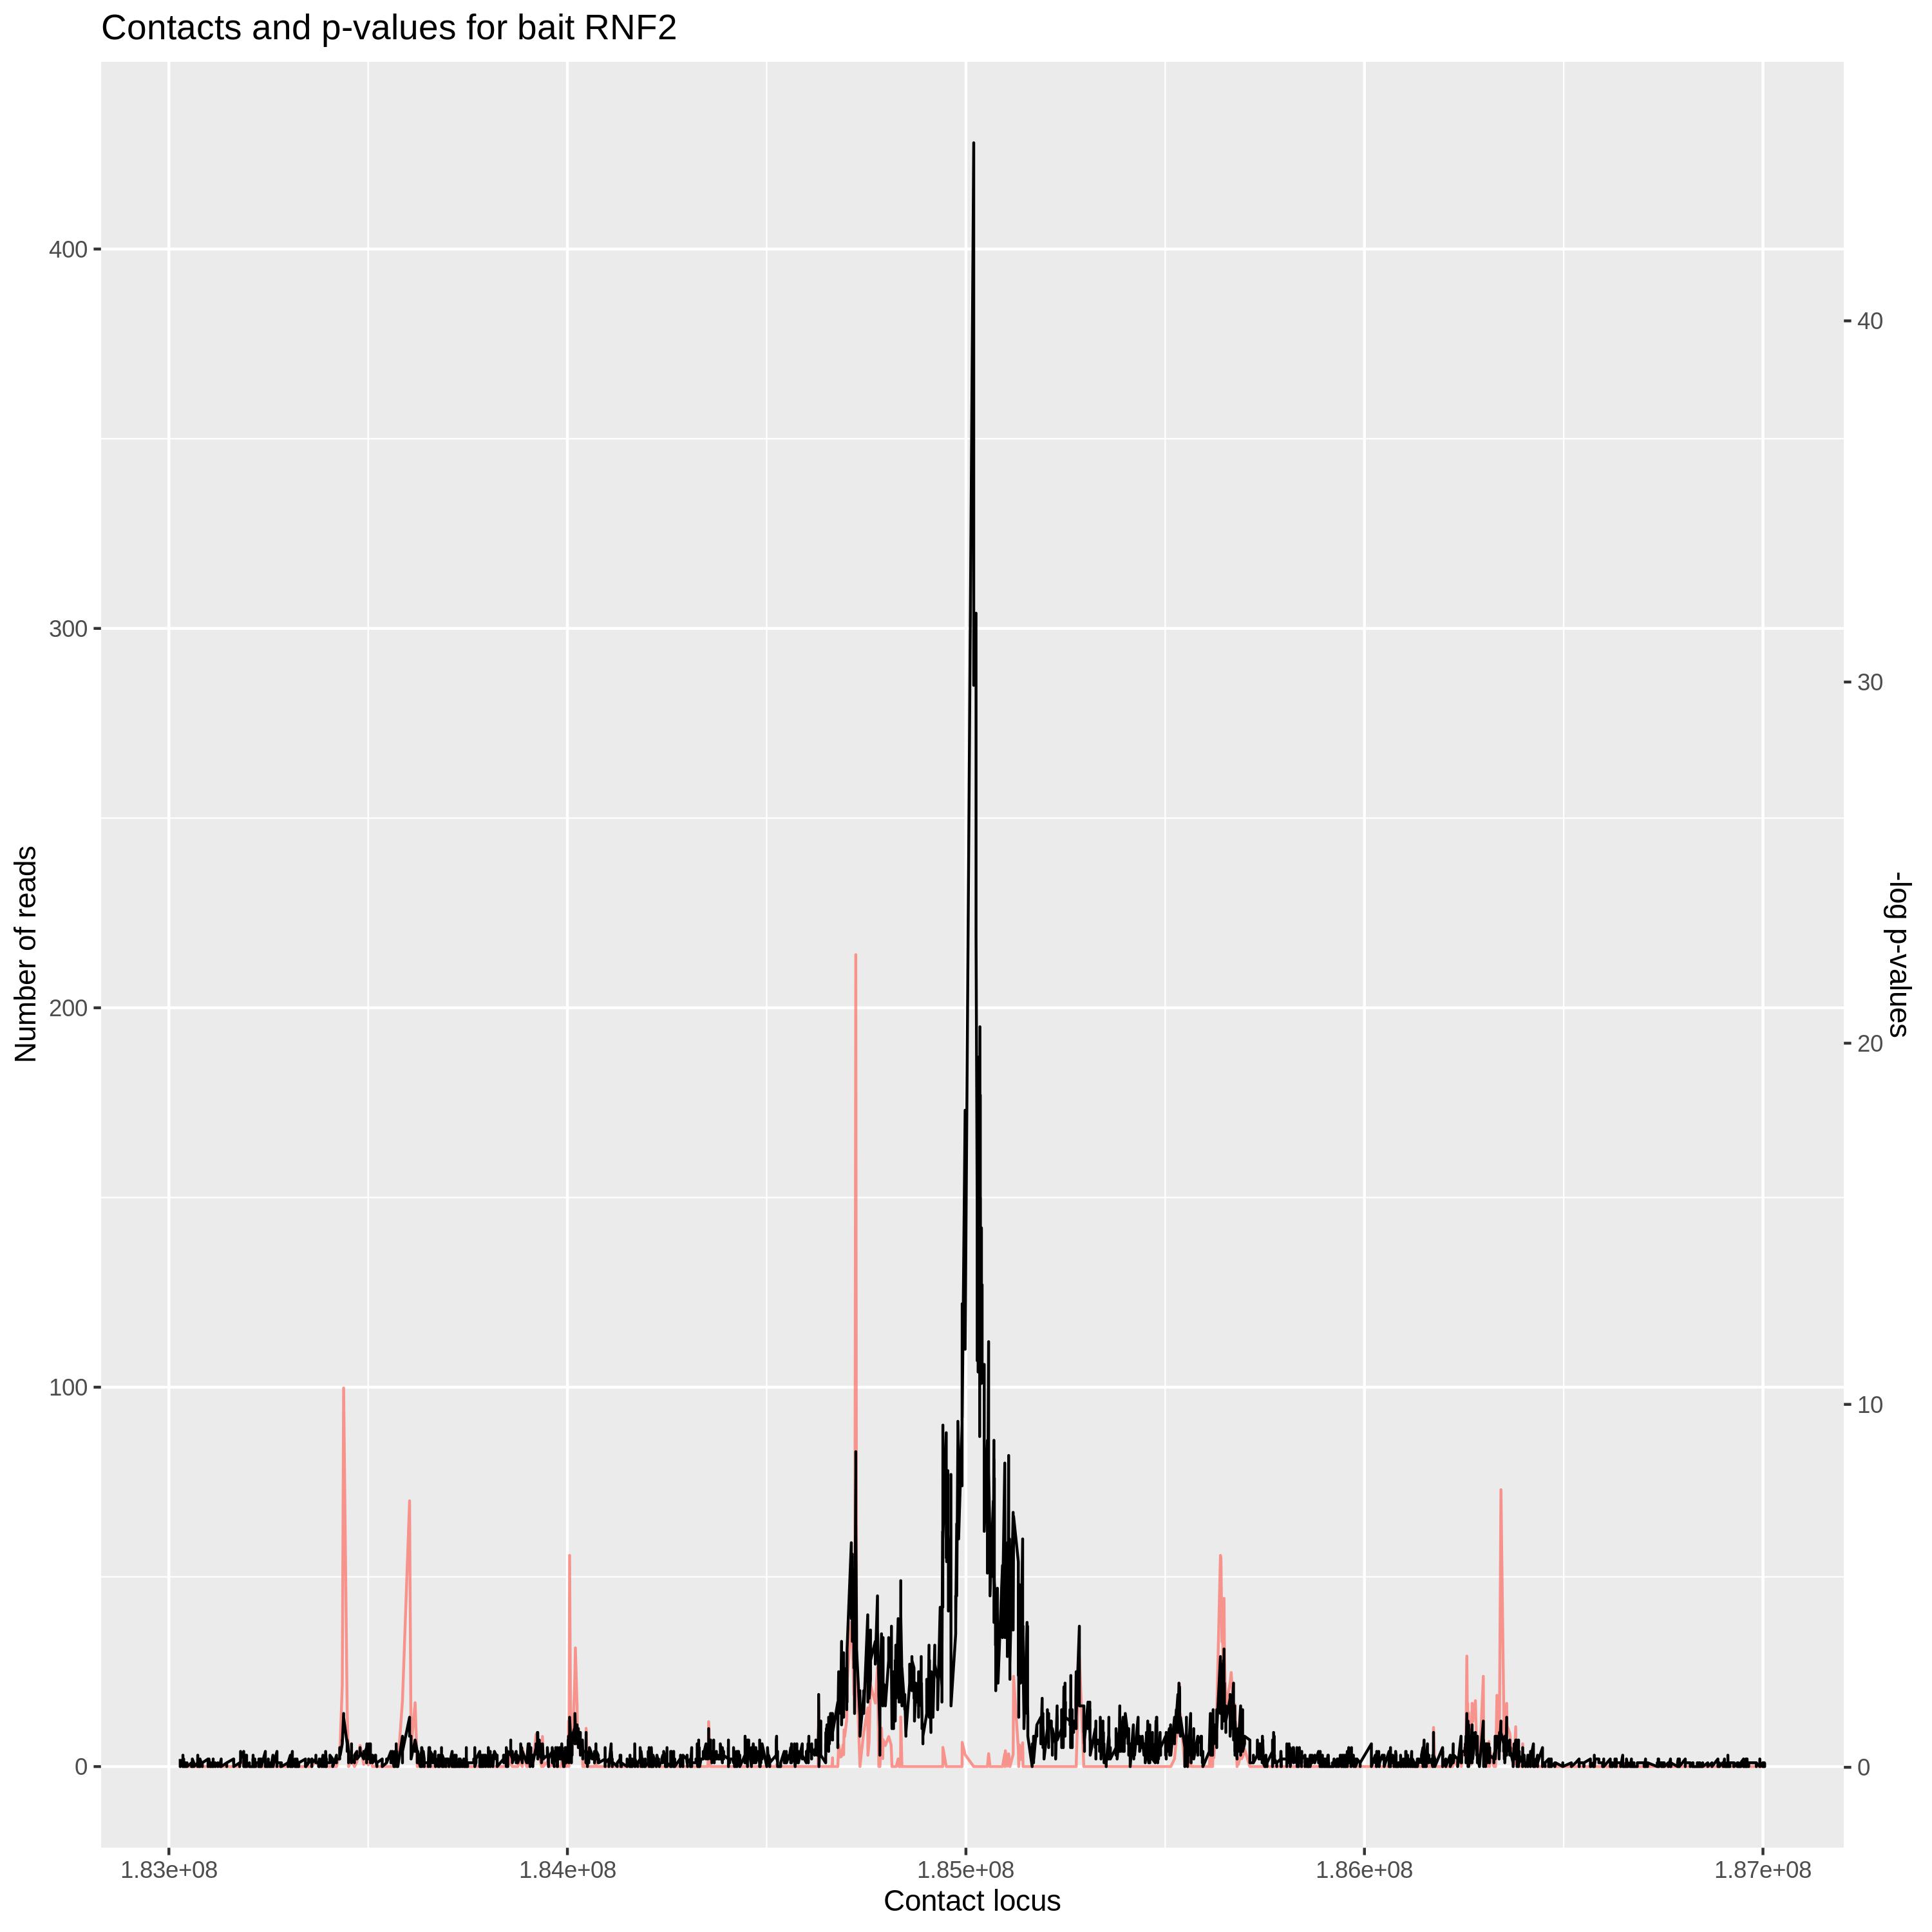 Contacts and p-values for bait RNF2
400
300
200
100
0
Number of reads
40
30
20
10
0
-log p-values
1.83e+08
1.84e+08
1.85e+08
1.86e+08
1.87e+08
Contact locus